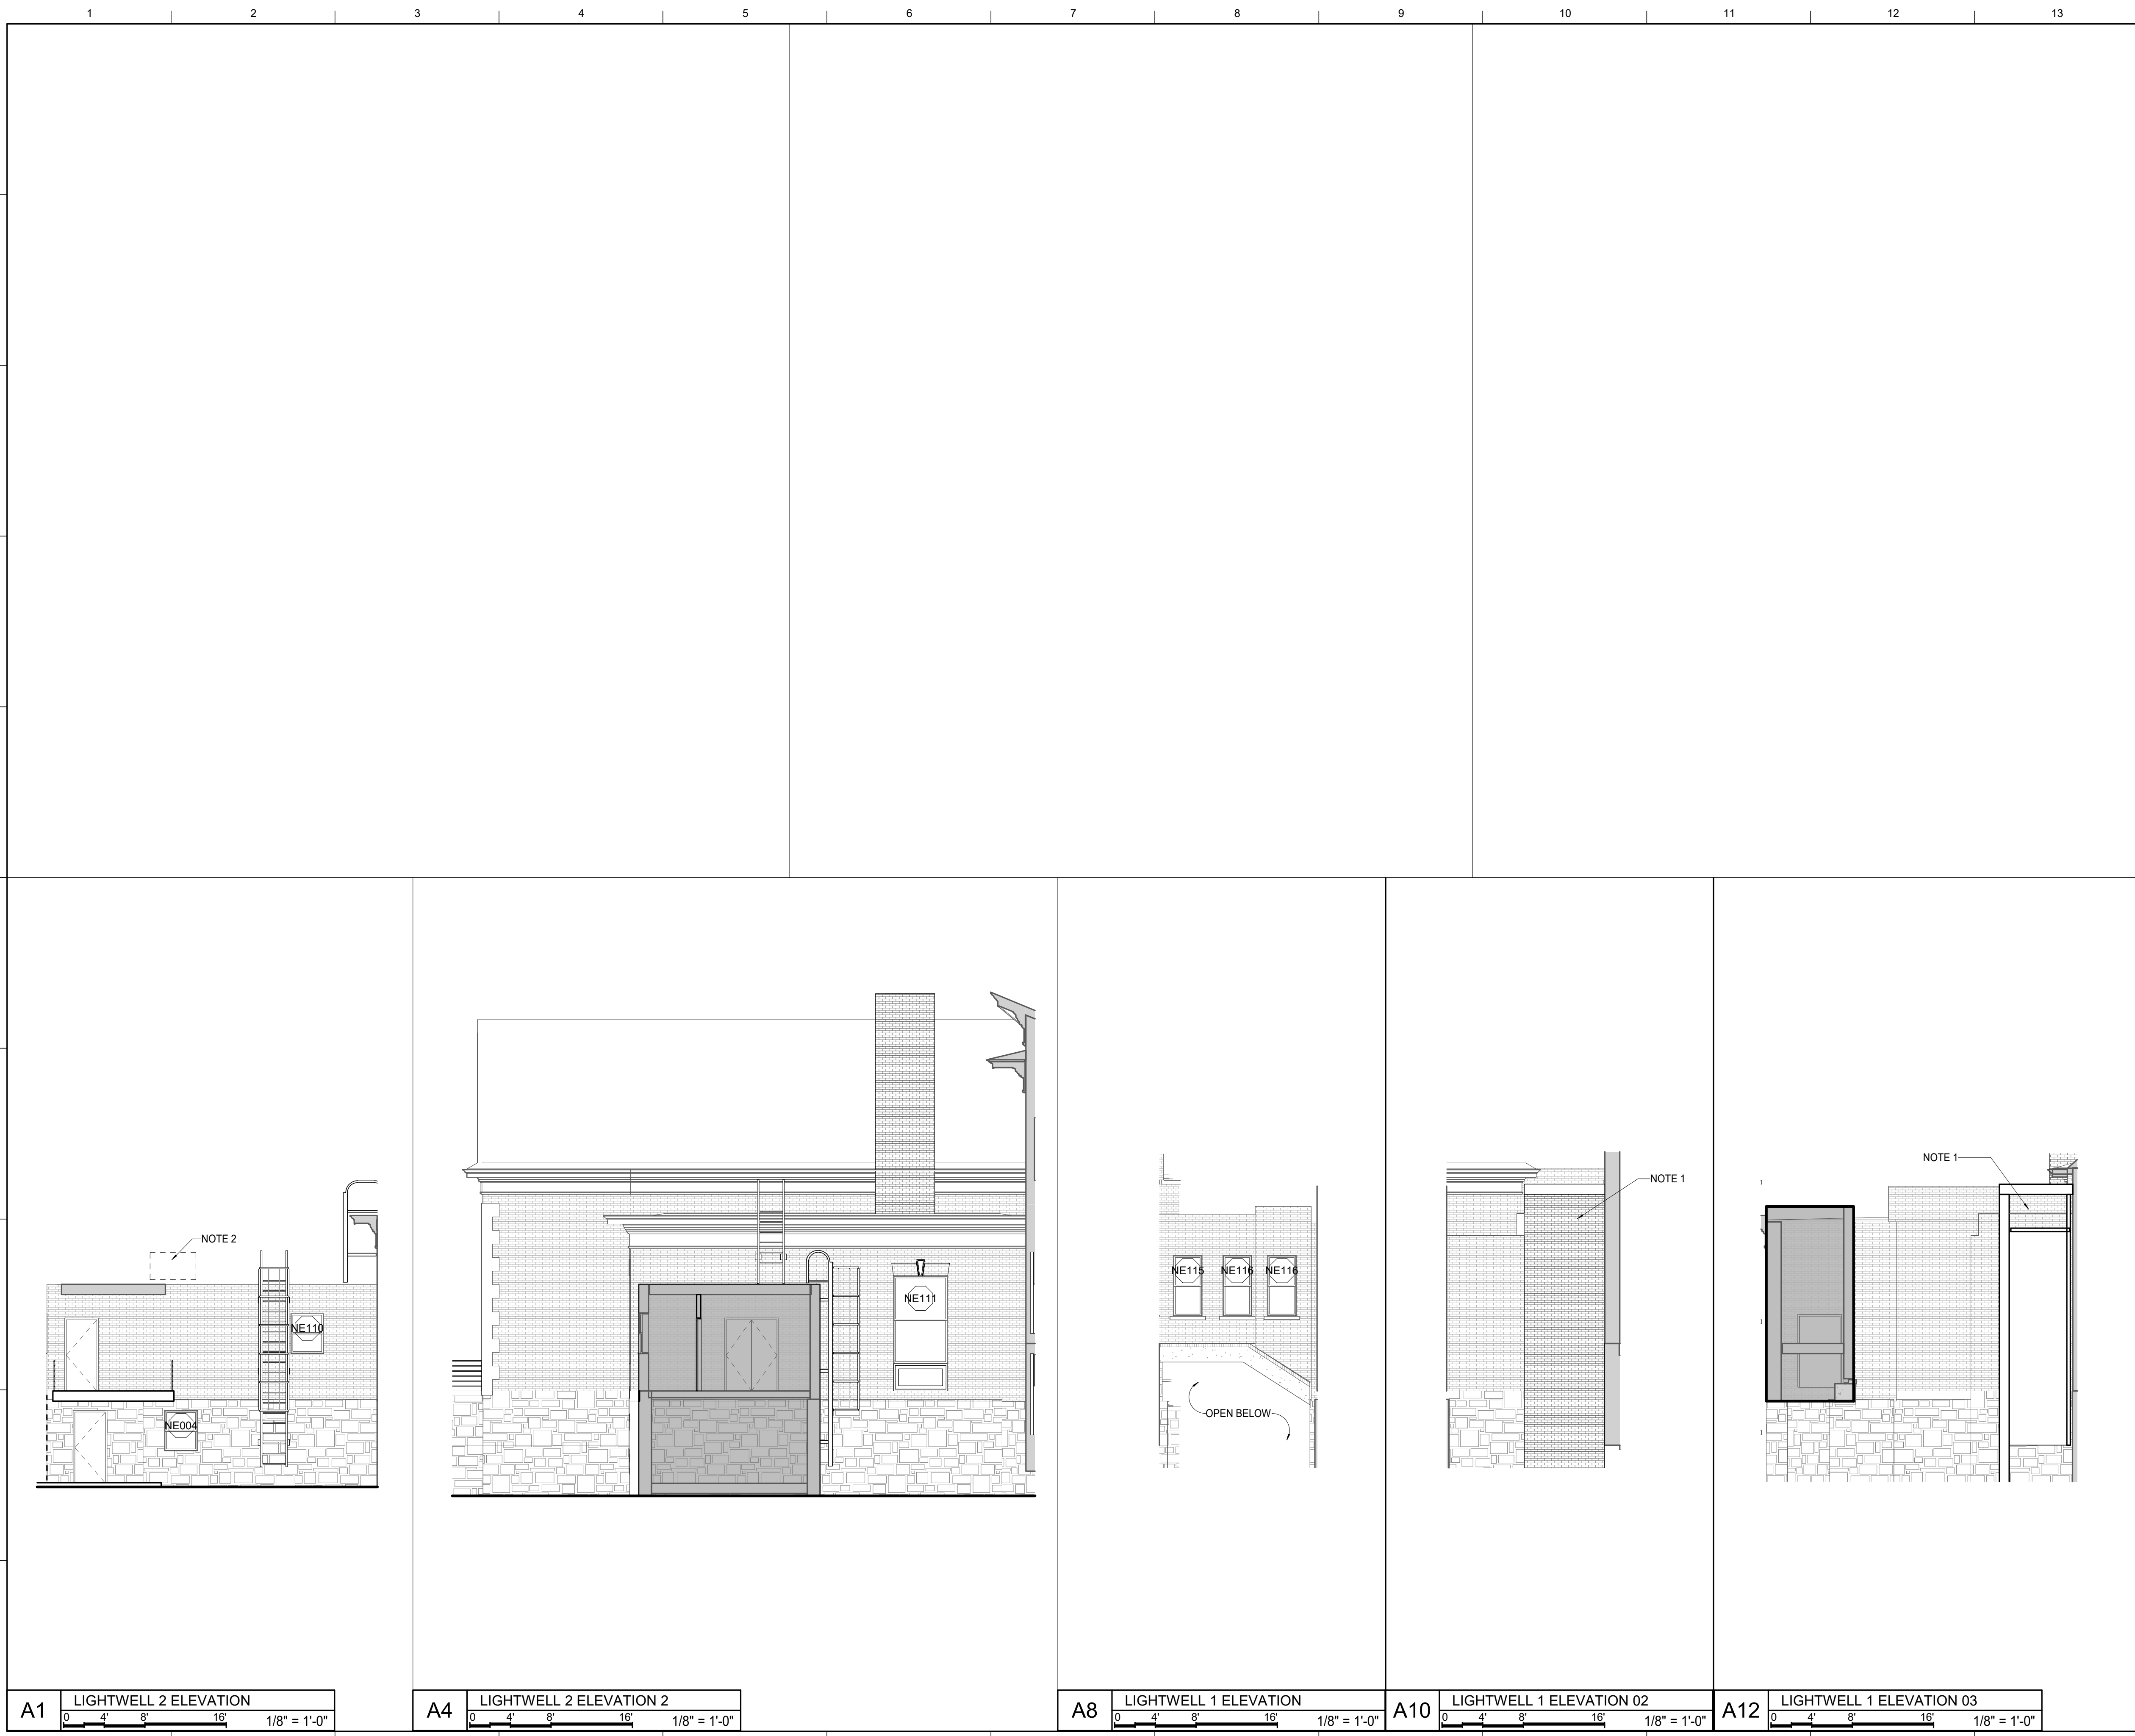 1 2 3 4 5 6 7 8 9 10 11 12 13
NOTE 2
NE110
NE004
NE111
NE115 NE116 NE116
OPEN BELOW
NOTE 1
NOTE 1
A1 LIGHTWELL 2 ELEVATION
0 4' 8' 16' 1/8" = 1'-0"
A4 LIGHTWELL 2 ELEVATION 2
0 4' 8' 16' 1/8" = 1'-0"
A8 LIGHTWELL 1 ELEVATION
0 4' 8' 16' 1/8" = 1'-0"
A10 LIGHTWELL 1 ELEVATION 02
0 4' 8' 16' 1/8" = 1'-0"
A12 LIGHTWELL 1 ELEVATION 03
0 4' 8' 16' 1/8" = 1'-0"